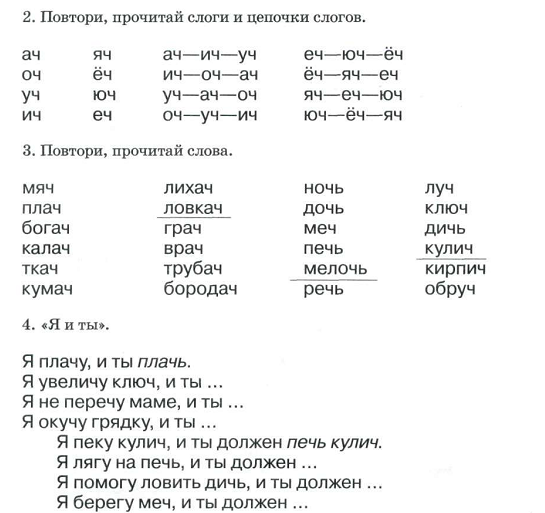 2. Повтори, прочитай слоги и цепочки слогов.
ач яч ач—ич—уч еч—юч—ёч
оч ёч ич—оч—ач ёч—яч—еч
уч юч уч—ач—оч яч—еч—юч
ич еч оч—уч—ич юч—ёч—яч
3. Повтори, прочитай слова.
мяч лихач ночь луч
плач ловкач дочь ключ
богач грач меч дичь
калач врач печь кулич
ткач трубач мелочь кирпич
кумач бородач речь обруч
4. «Я и ты».
Я плачу, и ты плачь.
Я увеличу ключ, и ты ...
Я не перечу маме, и ты ...
Я окучу грядку, и ты ...
Я пеку кулич, и ты должен печь кулич.
Я лягу на печь, и ты должен ...
Я помогу ловить дичь, и ты должен ...
Я берегу меч, и ты должен ...